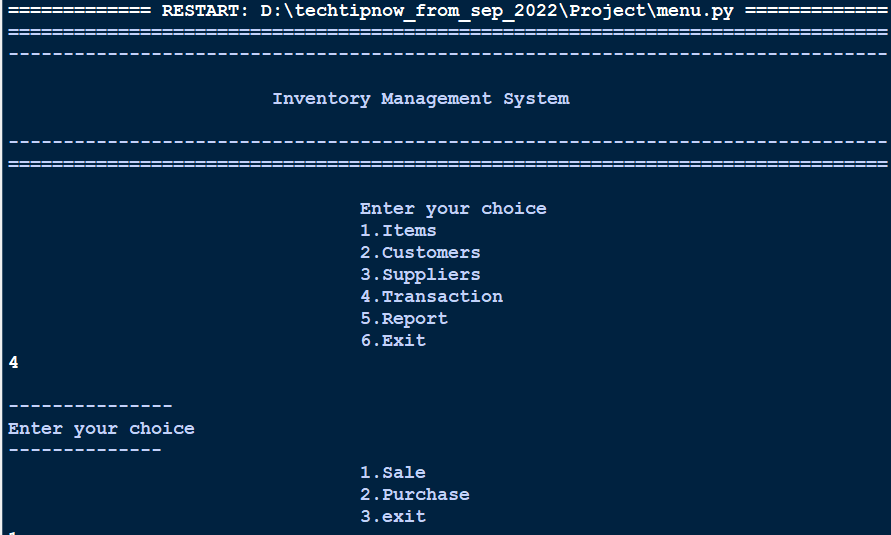 ============= RESTART: D:\techtipnow_from_sep_2022\Project\menu.py =============
================================================================================
--------------------------------------------------------------------------------
Inventory Management System
--------------------------------------------------------------------------------
================================================================================
Enter your choice
1.Items
2.Customers
3.Suppliers
4.Transaction
5.Report
6.Exit
4
---------------
Enter your choice
--------------
1.Sale
2.Purchase
3.exit